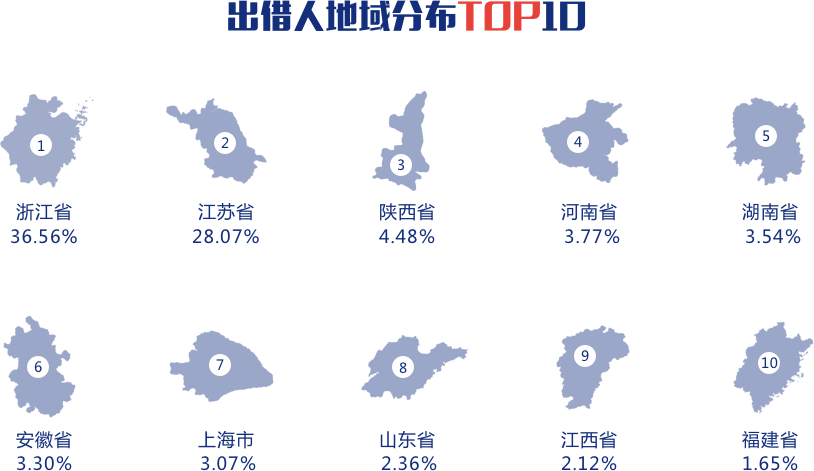 出借人地域分布TOP10
1
2
3
4
5
浙江省
江苏省
陕西省
河南省
湖南省
36.56%
28.07%
4.48%
3.77%
3.54%
6
7
8
9
10
安徽省
上海市
山东省
江西省
福建省
3.30%
3.07%
2.36%
2.12%
1.65%